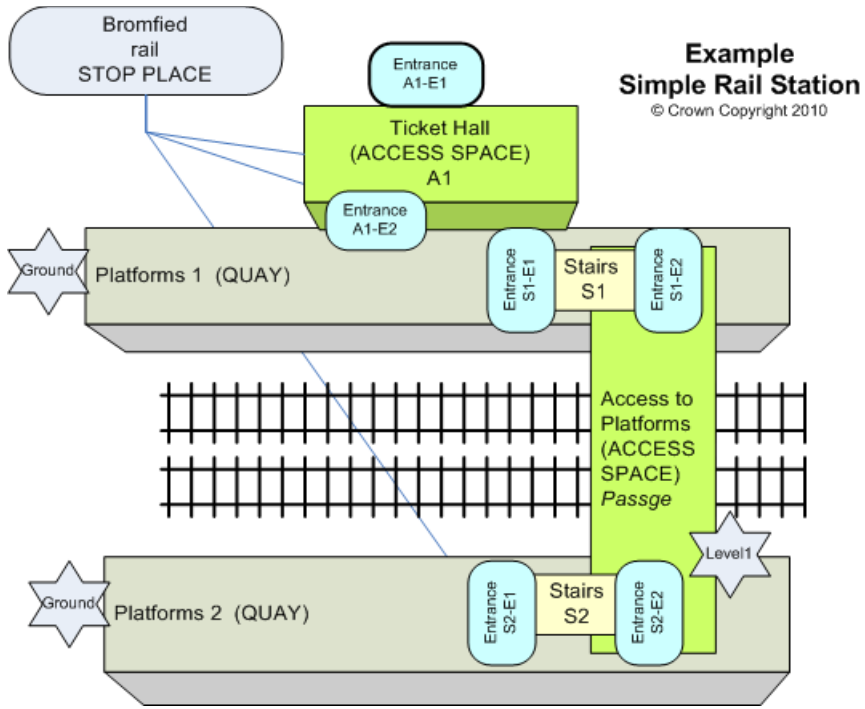 Bromfied
rail
STOP PLACE
Entrance
A1-E1
Example
Simple Rail Station
© Crown Copyright 2010
Ticket Hall
(ACCESS SPACE)
A1
Entrance
A1-E2
Ground
Platforms 1 (QUAY)
Entrance
S1-E1
Stairs
S1
Entrance
S1-E2
Access to
Platforms
(ACCESS
SPACE)
Passge
Level1
Ground
Platforms 2 (QUAY)
Entrance
S2-E1
Stairs
S2
Entrance
S2-E2